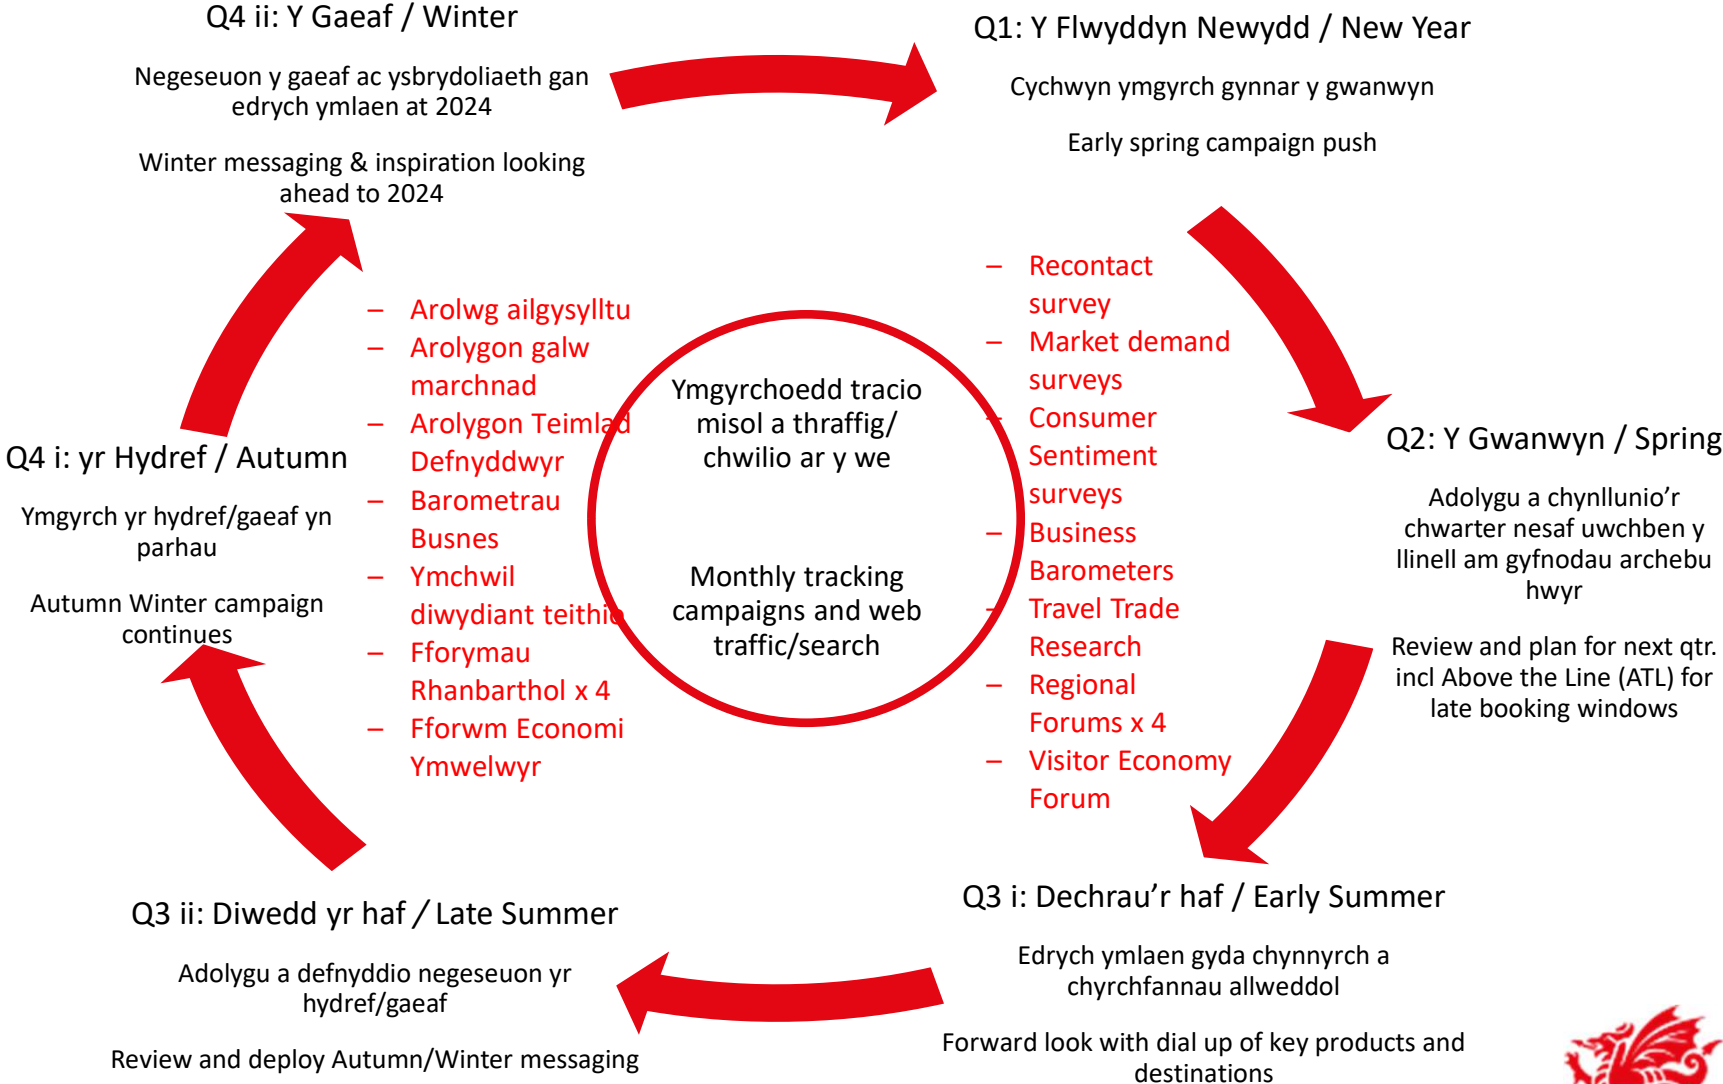 Q4 ii: Y Gaeaf / Winter
Negeseuon y gaeaf ac ysbrydoliaeth gan
edrych ymlaen at 2024
Winter messaging & inspiration looking
ahead to 2024
Q1: Y Flwyddyn Newydd / New Year
Cychwyn ymgyrch gynnar y gwanwyn
Early spring campaign push
Q2: Y Gwanwyn / Spring
Adolygu a chynllunio’r
chwarter nesaf uwchben y
llinell am gyfnodau archebu
hwyr
Review and plan for next qtr.
incl Above the Line (ATL) for
late booking windows
Q3 i: Dechrau’r haf / Early Summer
Edrych ymlaen gyda chynnyrch a
chyrchfannau allweddol
Forward look with dial up of key products and
destinations
Q3 ii: Diwedd yr haf / Late Summer
Adolygu a defnyddio negeseuon yr
hydref/gaeaf
Review and deploy Autumn/Winter messaging
Q4 i: yr Hydref / Autumn
Ymgyrch yr hydref/gaeaf yn
parhau
Autumn Winter campaign
continues
– Arolwg ailgysylltu
– Arolygon galw
marchnad
– Arolygon Teimlad
Defnyddwyr
– Barometrau
Busnes
– Ymchwil
diwydiant teithio
– Fforymau
Rhanbarthol x 4
– Fforwm Economi
Ymwelwyr
Ymgyrchoedd tracio
misol a thraffig/
chwilio ar y we
Monthly tracking
campaigns and web
traffic/search
– Recontact
survey
– Market demand
surveys
– Consumer
Sentiment
surveys
– Business
Barometers
– Travel Trade
Research
– Regional
Forums x 4
– Visitor Economy
Forum